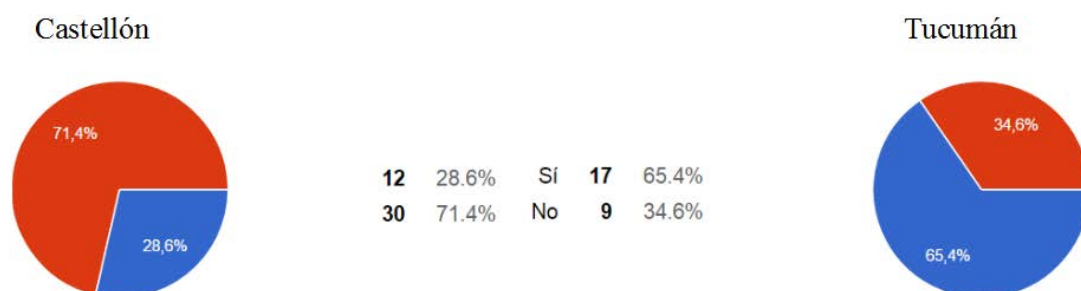 Castellón
Tucumán
71,4%
28,6%
12 28.6% Sí 17 65.4%
30 71.4% No 9 34.6%
34,6%
65,4%